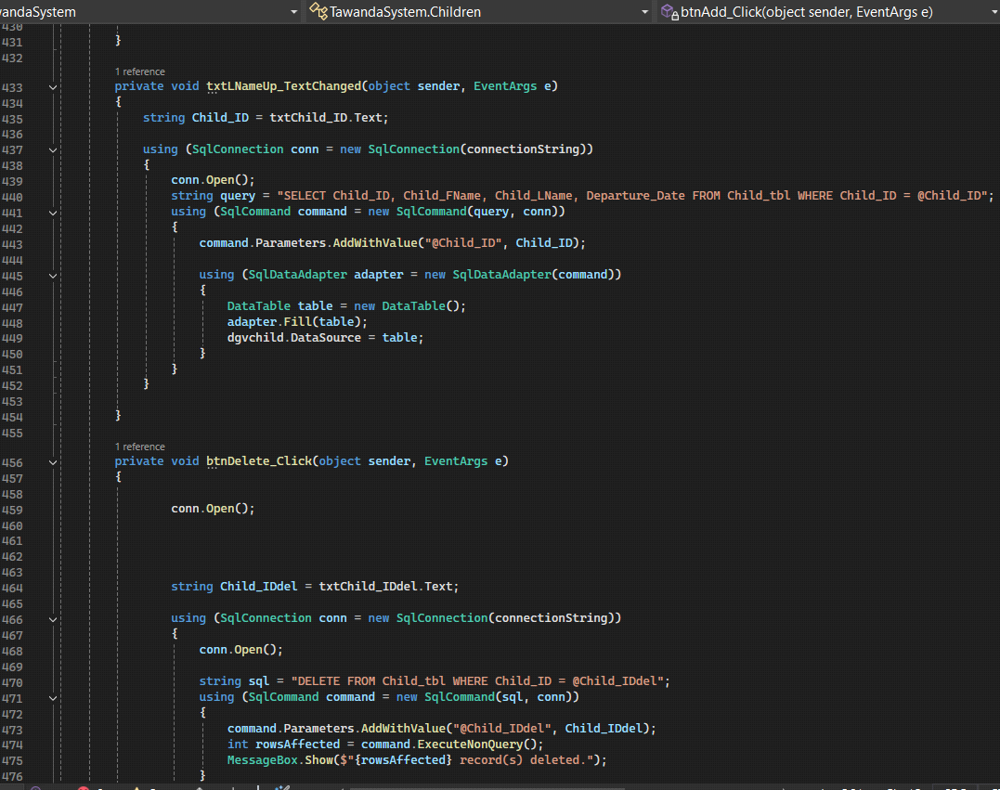 wandaSystem TawandaSystem.Children btnAdd_Click(object sender, EventArgs e)
430
431 }
432
1 reference
433 private void txtLNameUp_TextChanged(object sender, EventArgs e)
434 {
435 string Child_ID = txtChild_ID.Text;
436
437 using (SqlConnection conn = new SqlConnection(connectionString))
438 {
439 conn.Open();
440 string query = "SELECT Child_ID, Child_FName, Child_LName, Departure_Date FROM Child_tbl WHERE Child_ID = @Child_ID";
441 using (SqlCommand command = new SqlCommand(query, conn))
442 {
443 command.Parameters.AddWithValue("@Child_ID", Child_ID);
444
445 using (SqlDataAdapter adapter = new SqlDataAdapter(command))
446 {
447 DataTable table = new DataTable();
448 adapter.Fill(table);
449 dgvchild.DataSource = table;
450 }
451 }
452 }
453
454 }
455
1 reference
456 private void btnDelete_Click(object sender, EventArgs e)
457 {
458
459 conn.Open();
460
461
462
463
464 string Child_IDdel = txtChild_IDdel.Text;
465
466 using (SqlConnection conn = new SqlConnection(connectionString))
467 {
468 conn.Open();
469
470 string sql = "DELETE FROM Child_tbl WHERE Child_ID = @Child_IDdel";
471 using (SqlCommand command = new SqlCommand(sql, conn))
472 {
473 command.Parameters.AddWithValue("@Child_IDdel", Child_IDdel);
474 int rowsAffected = command.ExecuteNonQuery();
475 MessageBox.Show($"{rowsAffected} record(s) deleted.");
476 }